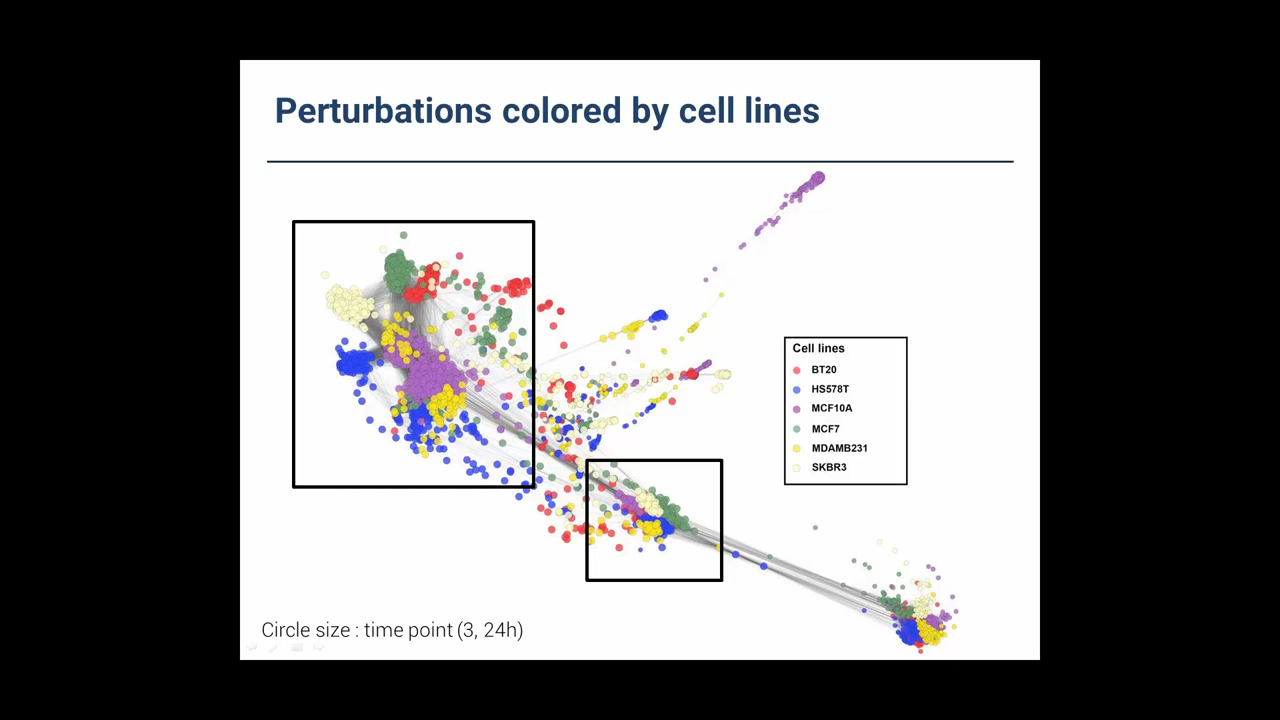 Perturbations colored by cell lines
Cell lines
BT20
HS578T
MCF10A
MCF7
MDAMB231
SKBR3
Circle size : time point (3, 24h)